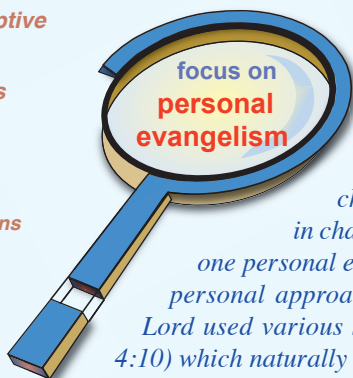 focus on
personal
evangelism
in cha
one personal e
personal approa
Lord used various
4:10) which naturally